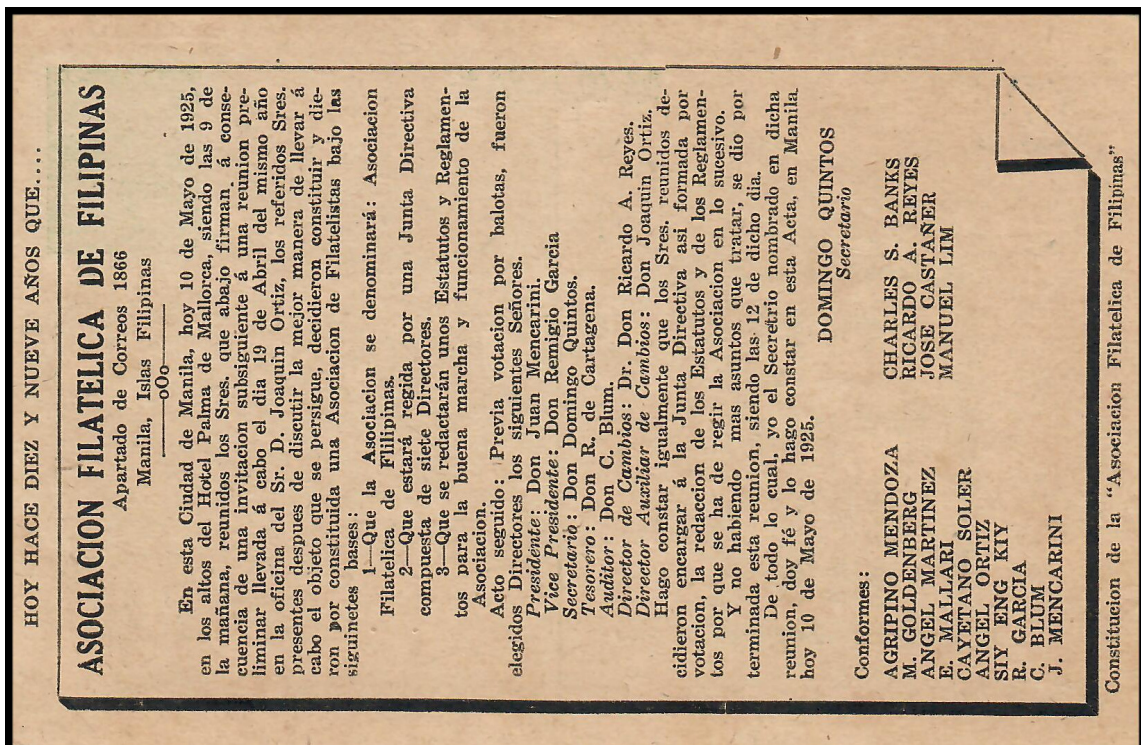 HOY HACE DIEZ Y NUEVE AÑOS QUE....
ASOCIACION FILATELICA DE FILIPINAS
Apartado de Correos 1866
Manila, Islas Filipinas
——oOo——
En esta Ciudad de Manila, hoy 10 de Mayo de 1925,
en los altos del Hotel Palma de Mallorca, siendo las 9 de
la mañana, reunidos los Sres. que abajo firman á conse-
cuencia de una invitacion subsiguiente á una reunion pre-
liminar llevada á cabo el dia 19 de Abril del mismo año
en la oficina del Sr. D. Joaquin Ortiz, los referidos Sres.
presentes despues de discutir la mejor manera de llevar á
cabo el objeto que se persigue, decidieron constituir y die-
ron por constituida una Asociacion de Filatelistas bajo las
siguinetes bases:
1—Que la Asociacion se denominará: Asociacion
Filatelica de Filipinas.
2—Que estará regida por una Junta Directiva
compuesta de siete Directores.
3—Que se redactarán unos Estatutos y Reglamen-
tos para la buena marcha y funcionamiento de la
Asociacion.
Acto seguido: Previa votacion por balotas, fueron
elegidos Directores los siguientes Señores.
Presidente: Don Juan Mencarini.
Vice Presidente: Don Remigio Garcia
Secretario: Don Domingo Quintos.
Tesorero: Don R. de Cartagena.
Auditor: Don C. Blum.
Director de Cambios: Dr. Don Ricardo A. Reyes.
Director Auxiliar de Cambios: Don Joaquin Ortiz.
Hago constar igualmente que los Sres. reunidos de-
cidieron encargar á la Junta Directiva asi formada por
votacion, la redaccion de los Estatutos y de los Reglamen-
tos por que se ha de regir la Asociacion en lo sucesivo.
Y no habiendo mas asuntos que tratar, se dio por
terminada esta reunion, siendo las 12 de dicho dia.
De todo lo cual, yo el Secretrio nombrado en dicha
reunion, doy fé y lo hago constar en esta Acta, en Manila
hoy 10 de Mayo de 1925.
DOMINGO QUINTOS
Secretario
Conformes:
AGRIPINO MENDOZA
M. GOLDENBERG
ANGEL MARTINEZ
E. MALLARI
CAYETANO SOLER
ANGEL ORTIZ
SIY ENG KIY
R. GARCIA
C. BLUM
J. MENCARINI
CHARLES S. BANKS
RICARDO A. REYES
JOSE CASTAÑER
MANUEL LIM
Constitucion de la "Asociacion Filatelica de Filipinas"